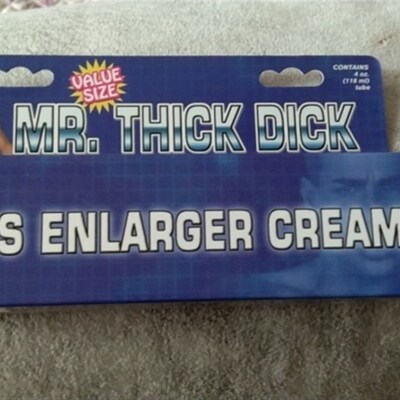 VALUE
SIZE
CONTAINS
4 oz.
(118 ml)
tube
MR. THICK DICK
S ENLARGER CREAM